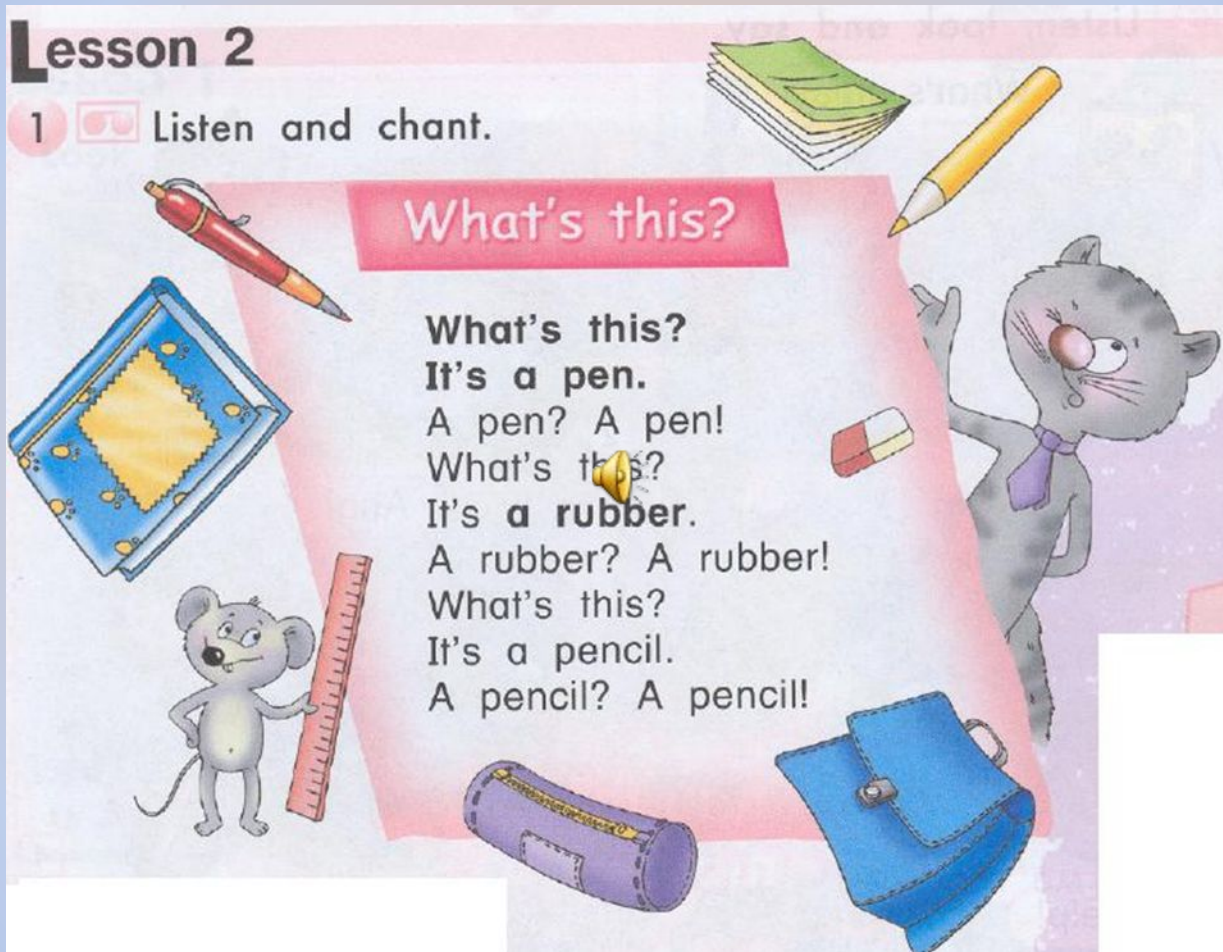 Lesson 2
1 Listen and chant.
What's this?
What's this?
It's a pen.
A pen? A pen!
What's this?
It's a rubber.
A rubber? A rubber!
What's this?
It's a pencil.
A pencil? A pencil!